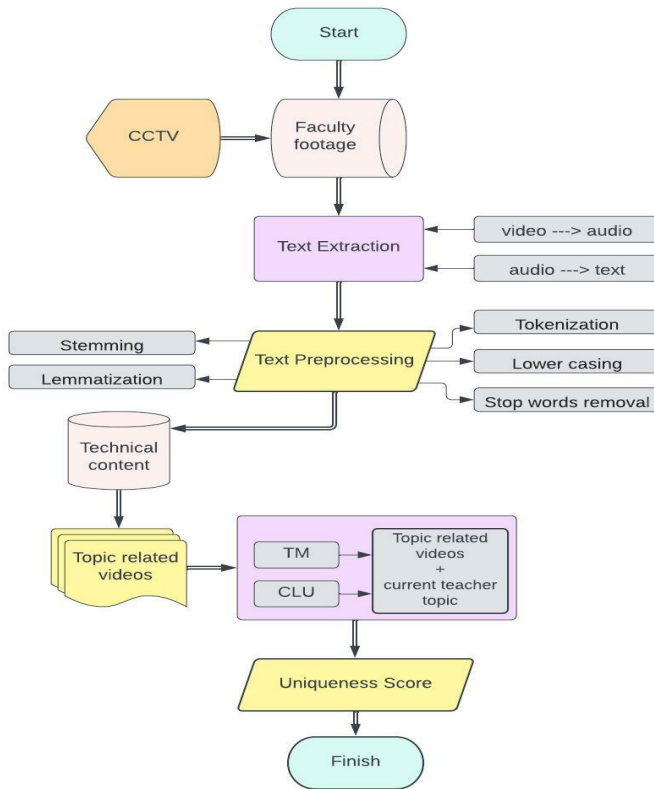 Start
CCTV
Faculty
footage
Text Extraction
video ---> audio
audio ---> text
Stemming
Lemmatization
Text Preprocessing
Tokenization
Lower casing
Stop words removal
Technical
content
Topic related
videos
TM
CLU
Topic related
videos
+
current teacher
topic
Uniqueness Score
Finish